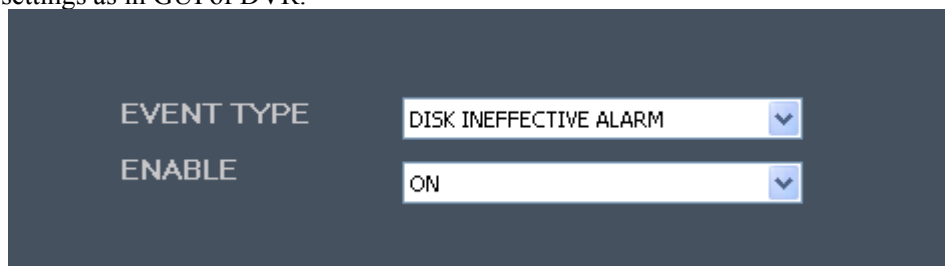 settings as in GUI of DVR.
EVENT TYPE DISK INEFFECTIVE ALARM
ENABLE ON